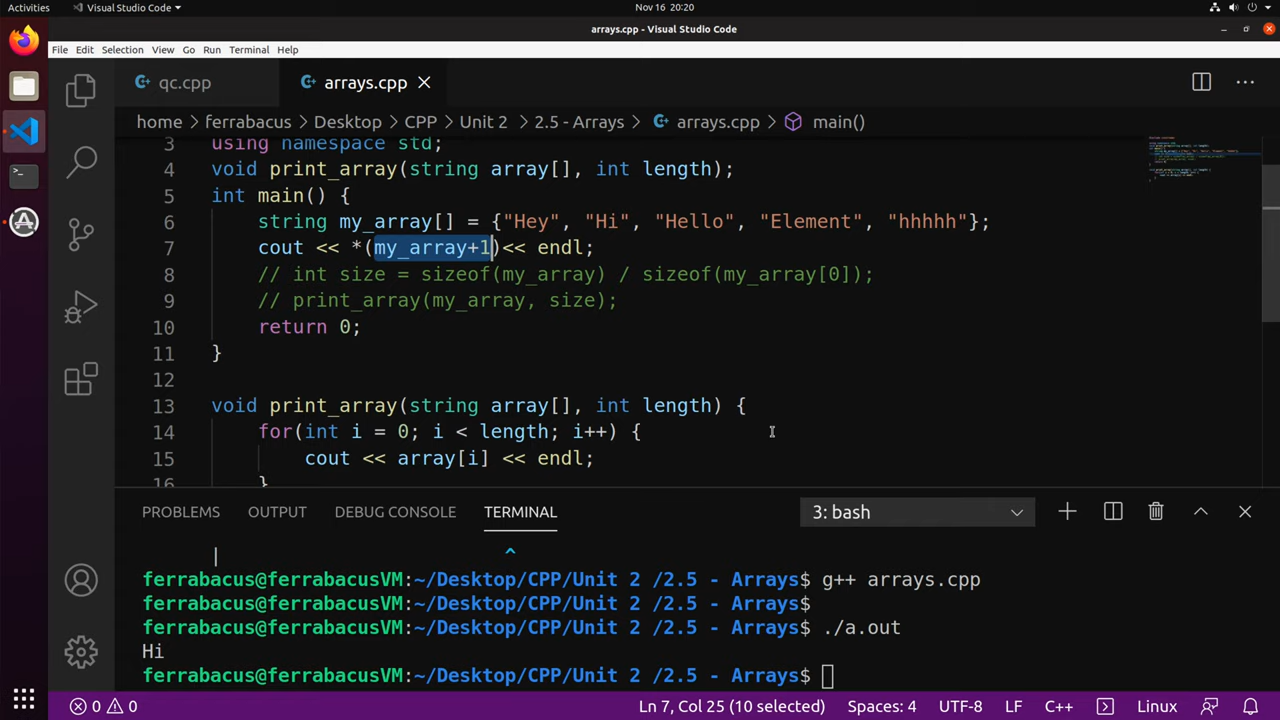 Activities
Visual Studio Code
Nov 16 20:20
arrays.cpp - Visual Studio Code
File Edit Selection View Go Run Terminal Help
qc.cpp
arrays.cpp
home > ferrabacus > Desktop > CPP > Unit 2 > 2.5 - Arrays > arrays.cpp > main()
3 using namespace std;
4 void print_array(string array[], int length);
5 int main() {
6 string my_array[] = {"Hey", "Hi", "Hello", "Element", "hhhhh"};
7 cout << *(my_array+1)<< endl;
8 // int size = sizeof(my_array) / sizeof(my_array[0]);
9 // print_array(my_array, size);
10 return 0;
11 }
12
13 void print_array(string array[], int length) {
14 for(int i = 0; i < length; i++) {
15 cout << array[i] << endl;
16 }
PROBLEMS OUTPUT DEBUG CONSOLE TERMINAL
3: bash
| ^
ferrabacus@ferrabacusVM:~/Desktop/CPP/Unit 2 /2.5 - Arrays$ g++ arrays.cpp
ferrabacus@ferrabacusVM:~/Desktop/CPP/Unit 2 /2.5 - Arrays$
ferrabacus@ferrabacusVM:~/Desktop/CPP/Unit 2 /2.5 - Arrays$ ./a.out
Hi
ferrabacus@ferrabacusVM:~/Desktop/CPP/Unit 2 /2.5 - Arrays$
0 0 Ln 7, Col 25 (10 selected) Spaces: 4 UTF-8 LF C++ Linux